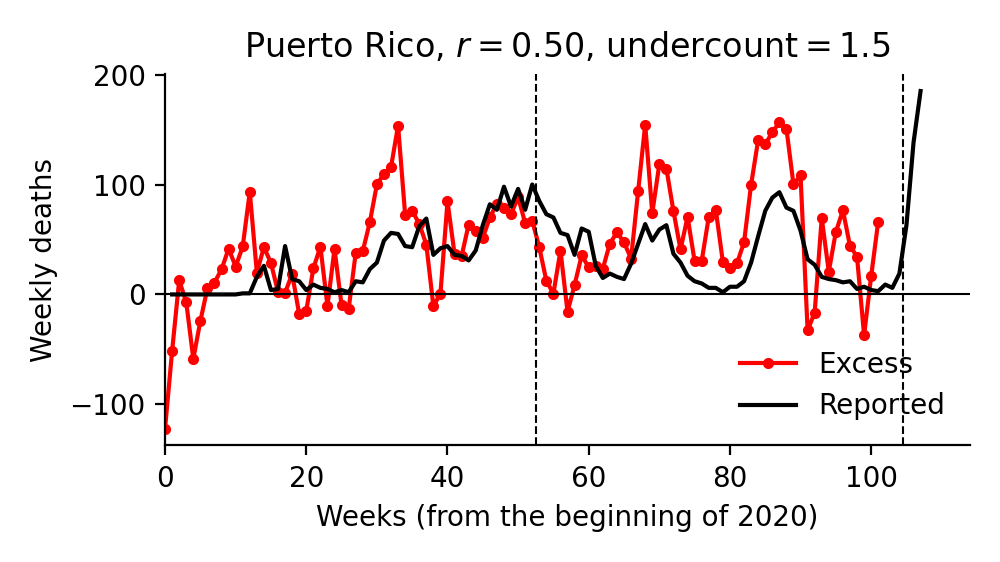 Puerto Rico, r = 0.50, undercount = 1.5
Weekly deaths
200
100
0
−100
Excess
Reported
0 20 40 60 80 100
Weeks (from the beginning of 2020)